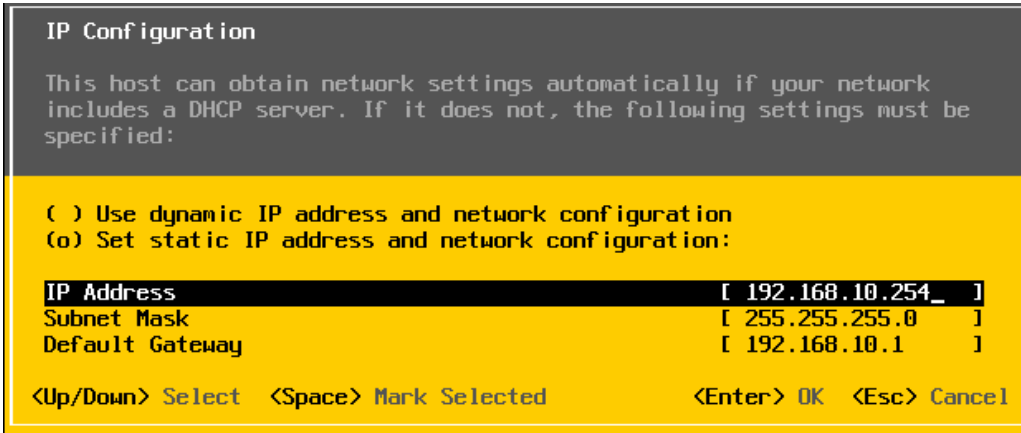 IP Configuration
This host can obtain network settings automatically if your network
includes a DHCP server. If it does not, the following settings must be
specified:
( ) Use dynamic IP address and network configuration
(o) Set static IP address and network configuration:
IP Address [ 192.168.10.254_ ]
Subnet Mask [ 255.255.255.0 ]
Default Gateway [ 192.168.10.1 ]
<Up/Down> Select <Space> Mark Selected <Enter> OK <Esc> Cancel